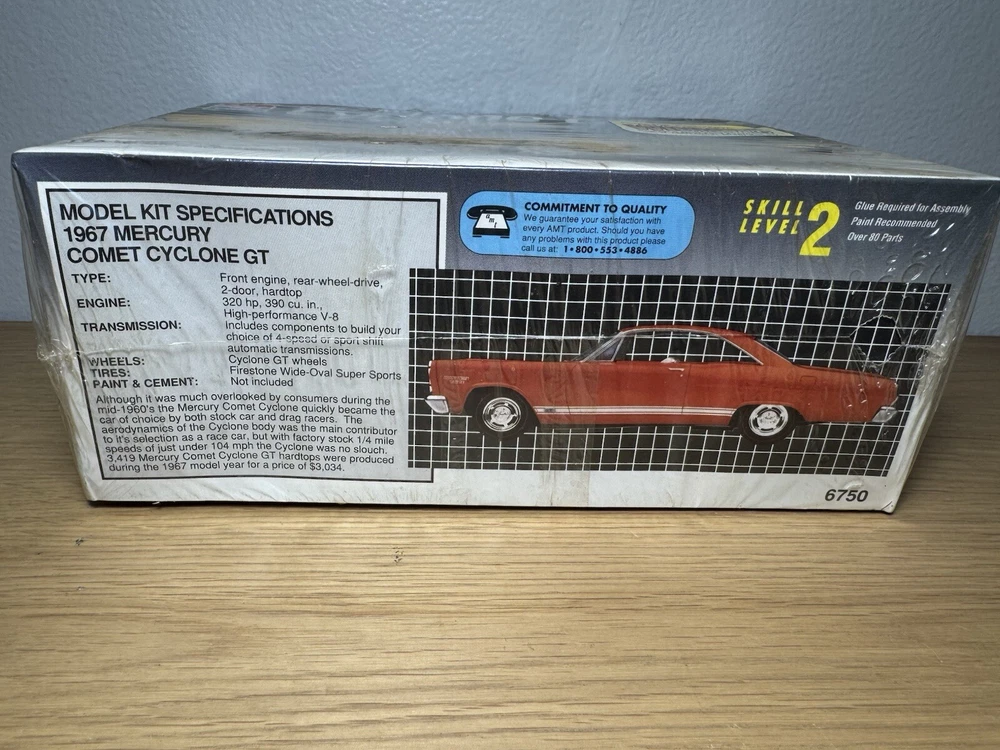 MODEL KIT SPECIFICATIONS
1967 MERCURY
COMET CYCLONE GT
TYPE: Front engine, rear-wheel-drive,
2-door, hardtop
ENGINE: 320 hp, 390 cu. in.,
High-performance V-8
TRANSMISSION: Includes components to build your
choice of 4-speed or sport shift
automatic transmissions.
WHEELS: Cyclone GT wheels
TIRES: Firestone Wide-Oval Super Sports
PAINT & CEMENT: Not included
Although it was much overlooked by consumers during the
mid-1960's the Mercury Comet Cyclone quickly became the
car of choice by both stock car and drag racers. The
aerodynamics of the Cyclone body was the main contributor
to it's selection as a race car, but with factory stock 1/4 mile
speeds of just under 104 mph the Cyclone was no slouch.
3,419 Mercury Comet Cyclone GT hardtops were produced
during the 1967 model year for a price of $3,034.
amt
COMMITMENT TO QUALITY
We guarantee your satisfaction with
every AMT product. Should you have
any problems with this product please
call us at: 1•800•553•4886
SKILL
LEVEL 2
Glue Required for Assembly
Paint Recommended
Over 80 Parts
6750